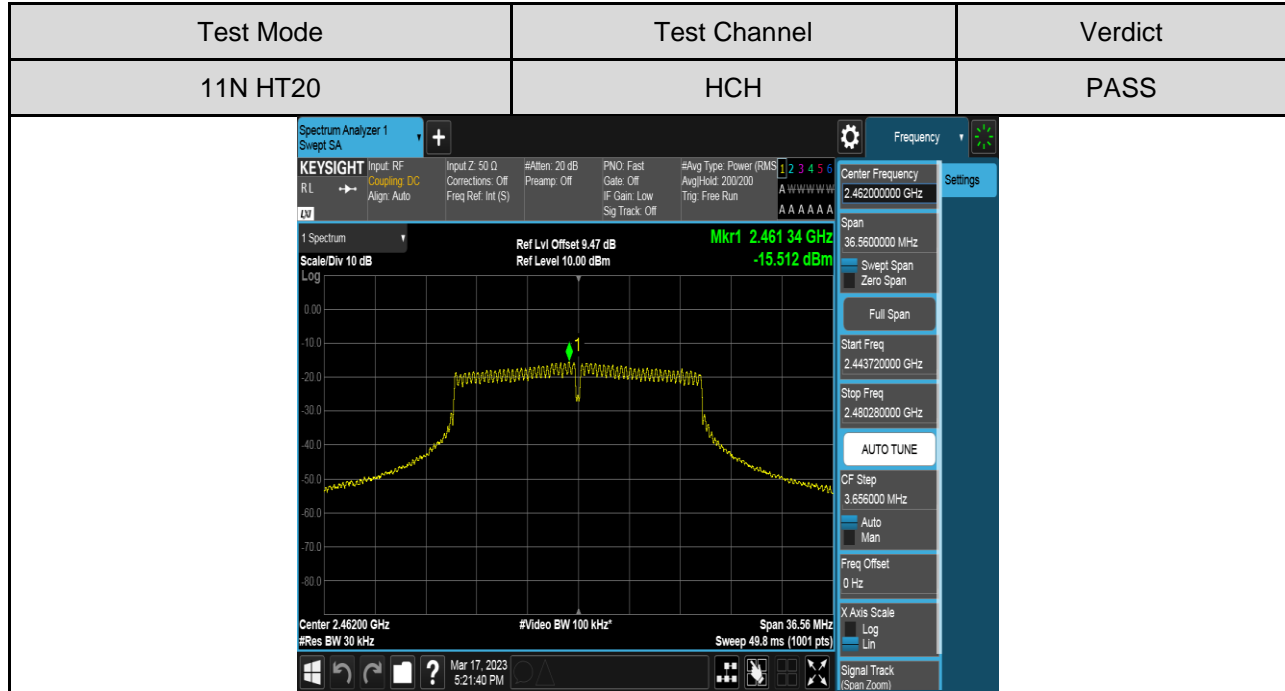 Test Mode Test Channel Verdict
11N HT20 HCH PASS
Spectrum Analyzer 1
Swept SA
+
Frequency
KEYSIGHT Input: RF Input Z: 50 Ω #Atten: 20 dB PNO: Fast #Avg Type: Power (RMS 1 2 3 4 5 6
RL Coupling: DC Corrections: Off Preamp: Off Gate: Off Avg|Hold: 200/200 A W W W W W
Align: Auto Freq Ref: Int (S) IF Gain: Low Trig: Free Run
LXI Sig Track: Off A A A A A A
Center Frequency
2.462000000 GHz
Settings
1 Spectrum
Ref Lvl Offset 9.47 dB Mkr1 2.461 34 GHz
Scale/Div 10 dB Ref Level 10.00 dBm -15.512 dBm
Log
0.00
-10.0
1
-20.0
-30.0
-40.0
-50.0
-60.0
-70.0
-80.0
Center 2.46200 GHz #Video BW 100 kHz* Span 36.56 MHz
#Res BW 30 kHz Sweep 49.8 ms (1001 pts)
Span
36.5600000 MHz
Swept Span
Zero Span
Full Span
Start Freq
2.443720000 GHz
Stop Freq
2.480280000 GHz
AUTO TUNE
CF Step
3.656000 MHz
Auto
Man
Freq Offset
0 Hz
X Axis Scale
Log
Lin
Signal Track
(Span Zoom)
? Mar 17, 2023
5:21:40 PM